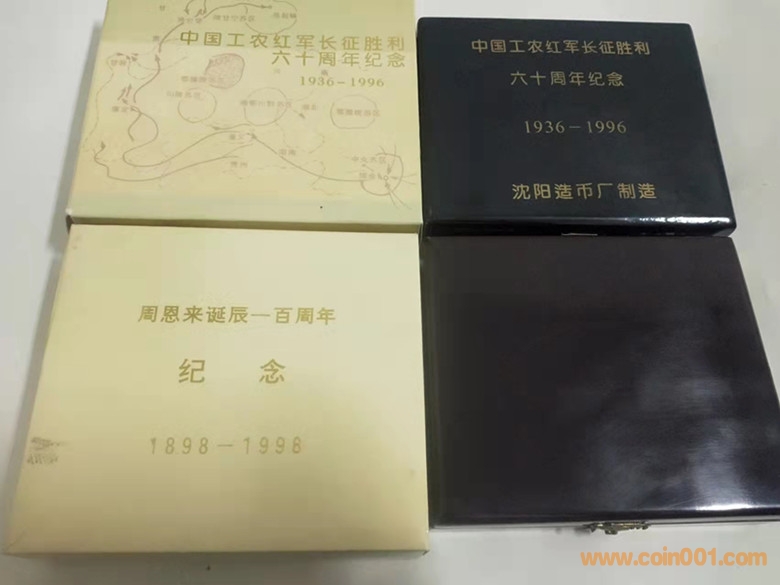 中国工农红军长征胜利
六十周年纪念
1936-1996
中国工农红军长征胜利
六十周年纪念
1936-1996
沈阳造币厂制造
周恩来诞辰一百周年
纪念
1898-1998
www.coin001.com